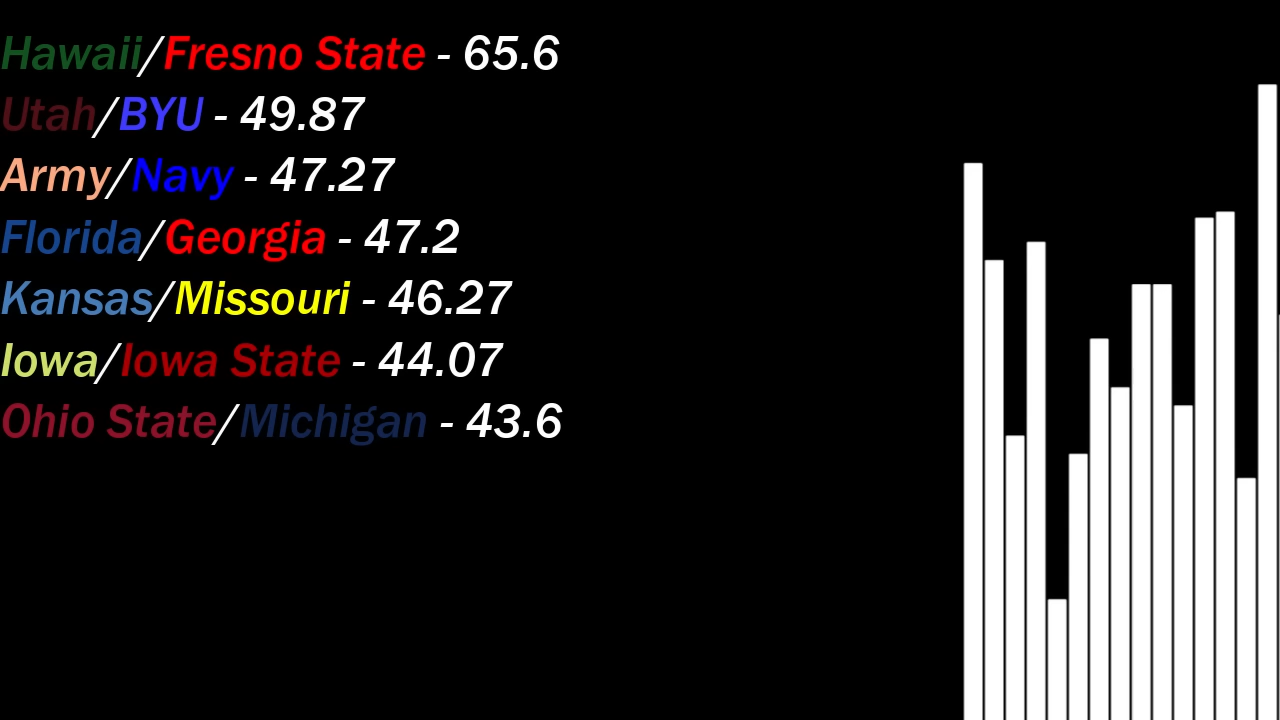 Hawaii/Fresno State - 65.6
Utah/BYU - 49.87
Army/Navy - 47.27
Florida/Georgia - 47.2
Kansas/Missouri - 46.27
Iowa/Iowa State - 44.07
Ohio State/Michigan - 43.6